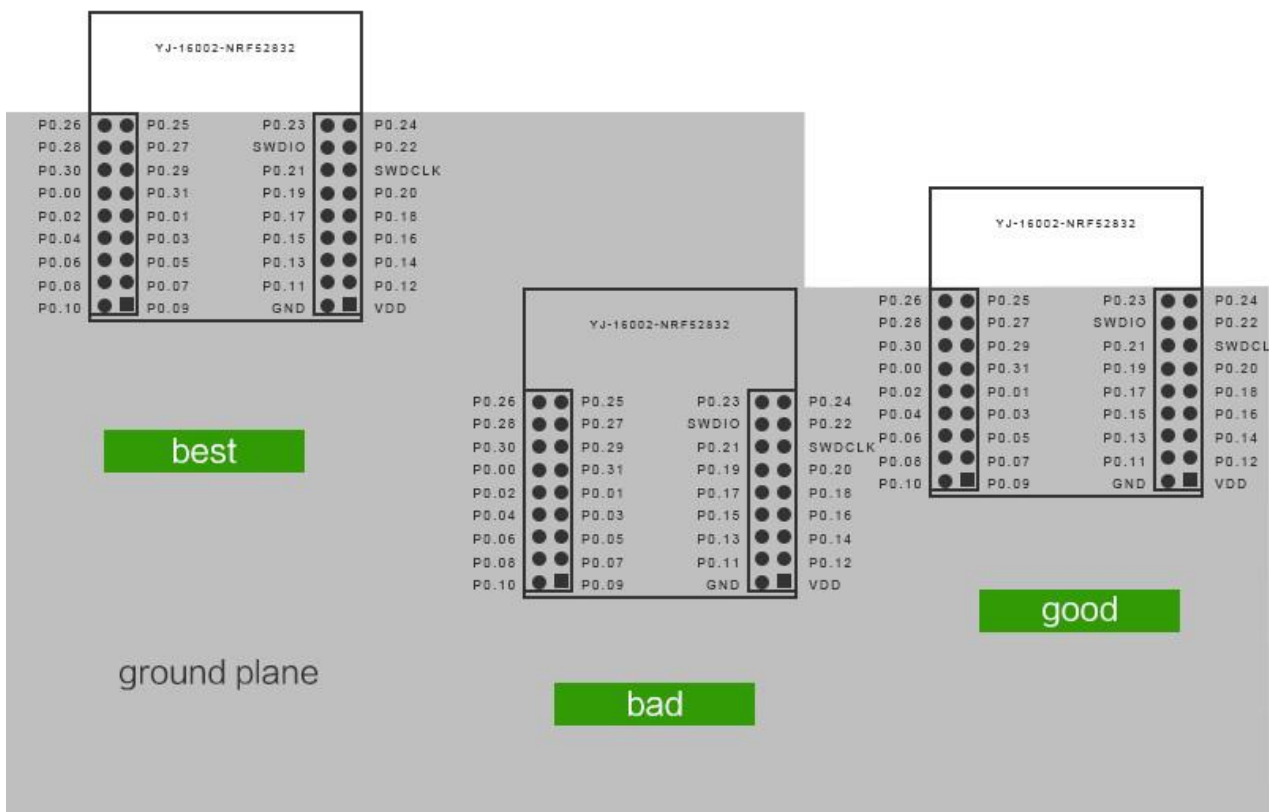 YJ-16002-NRF52832
P0.26 P0.25 P0.23 P0.24
P0.28 P0.27 SWDIO P0.22
P0.30 P0.29 P0.21 SWDCLK
P0.00 P0.31 P0.19 P0.20
P0.02 P0.01 P0.17 P0.18
P0.04 P0.03 P0.15 P0.16
P0.06 P0.05 P0.13 P0.14
P0.08 P0.07 P0.11 P0.12
P0.10 P0.09 GND VDD
best
YJ-16002-NRF52832
P0.26 P0.25 P0.23 P0.24
P0.28 P0.27 SWDIO P0.22
P0.30 P0.29 P0.21 SWDCLK
P0.00 P0.31 P0.19 P0.20
P0.02 P0.01 P0.17 P0.18
P0.04 P0.03 P0.15 P0.16
P0.06 P0.05 P0.13 P0.14
P0.08 P0.07 P0.11 P0.12
P0.10 P0.09 GND VDD
bad
YJ-16002-NRF52832
P0.26 P0.25 P0.23 P0.24
P0.28 P0.27 SWDIO P0.22
P0.30 P0.29 P0.21 SWDCL
P0.00 P0.31 P0.19 P0.20
P0.02 P0.01 P0.17 P0.18
P0.04 P0.03 P0.15 P0.16
P0.06 P0.05 P0.13 P0.14
P0.08 P0.07 P0.11 P0.12
P0.10 P0.09 GND VDD
good
ground plane